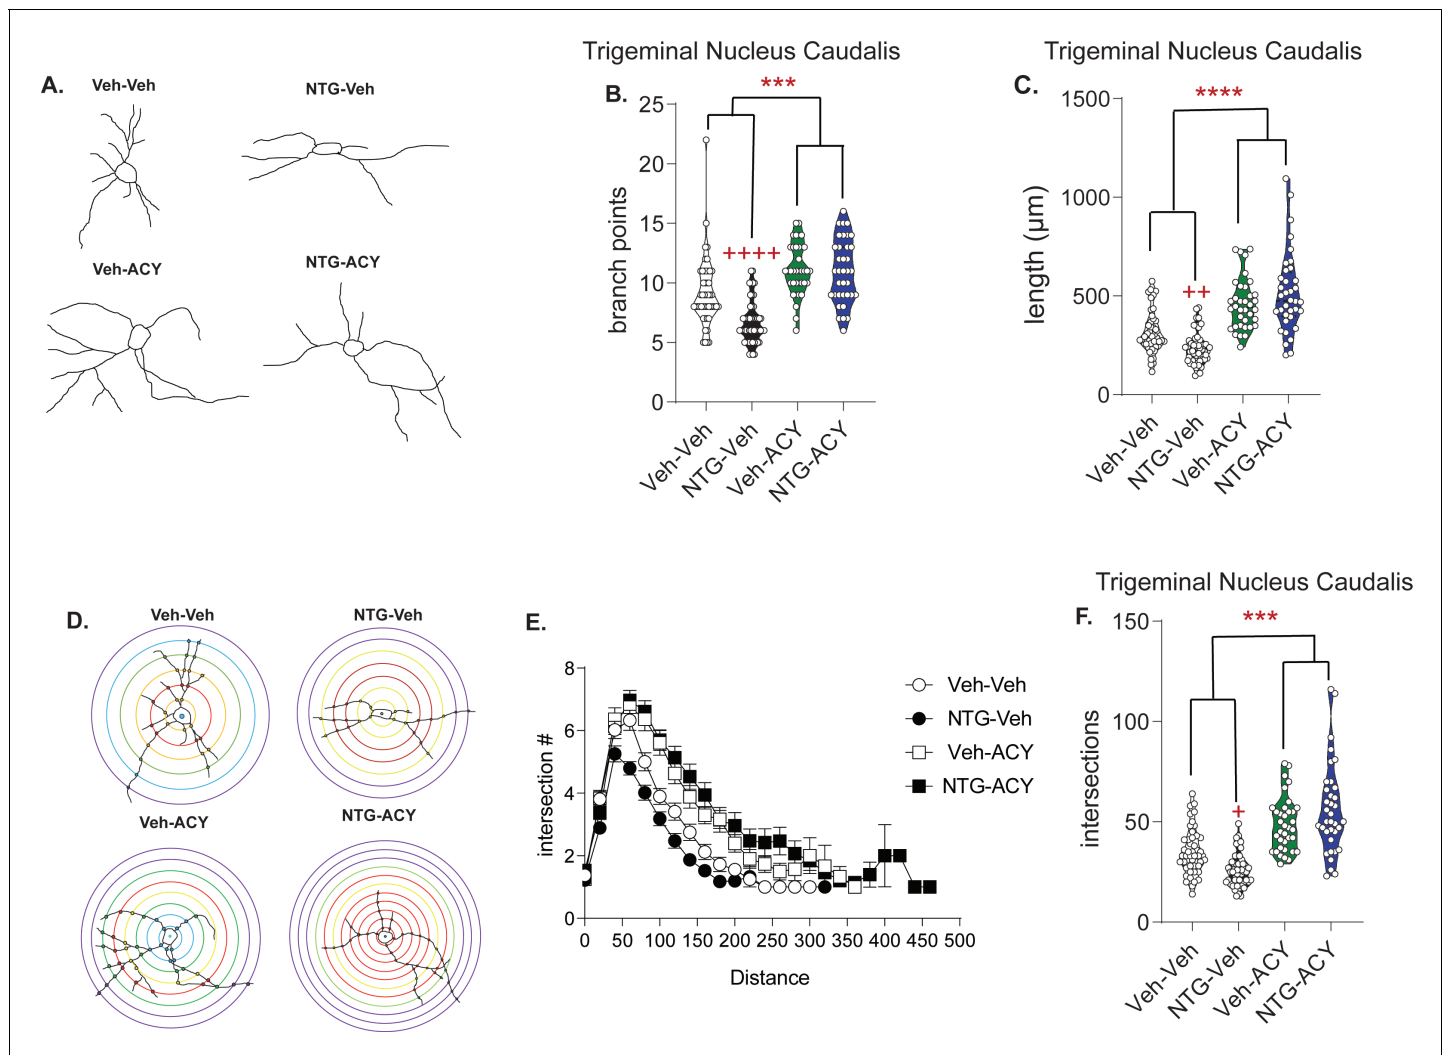 A.
Veh-Veh
NTG-Veh
Veh-ACY
NTG-ACY
Trigeminal Nucleus Caudalis
B.
***
25
20
15
10
5
0
branch points
++++
Veh-Veh
NTG-Veh
Veh-ACY
NTG-ACY
Trigeminal Nucleus Caudalis
C.
****
1500
1000
500
0
length (µm)
++
Veh-Veh
NTG-Veh
Veh-ACY
NTG-ACY
D.
Veh-Veh
NTG-Veh
Veh-ACY
NTG-ACY
E.
8
6
4
2
0
intersection #
0 50 100 150 200 250 300 350 400 450 500
Distance
Veh-Veh
NTG-Veh
Veh-ACY
NTG-ACY
Trigeminal Nucleus Caudalis
F.
***
150
100
50
0
intersections
+
Veh-Veh
NTG-Veh
Veh-ACY
NTG-ACY